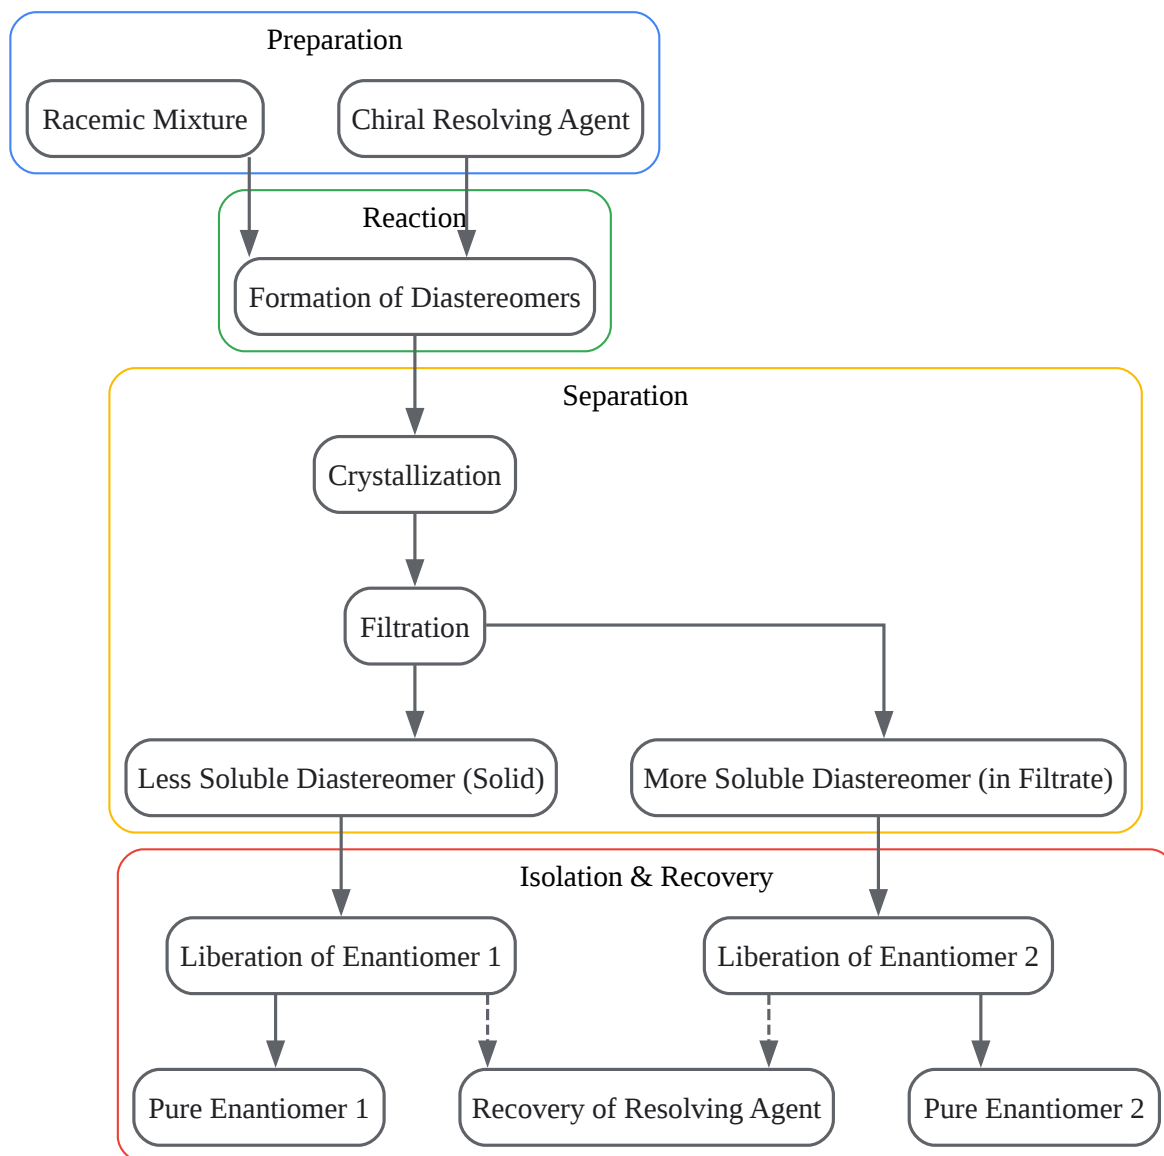 Preparation
Racemic Mixture
Chiral Resolving Agent
Reaction
Formation of Diastereomers
Separation
Crystallization
Filtration
Less Soluble Diastereomer (Solid)
More Soluble Diastereomer (in Filtrate)
Isolation & Recovery
Liberation of Enantiomer 1
Liberation of Enantiomer 2
Pure Enantiomer 1
Recovery of Resolving Agent
Pure Enantiomer 2